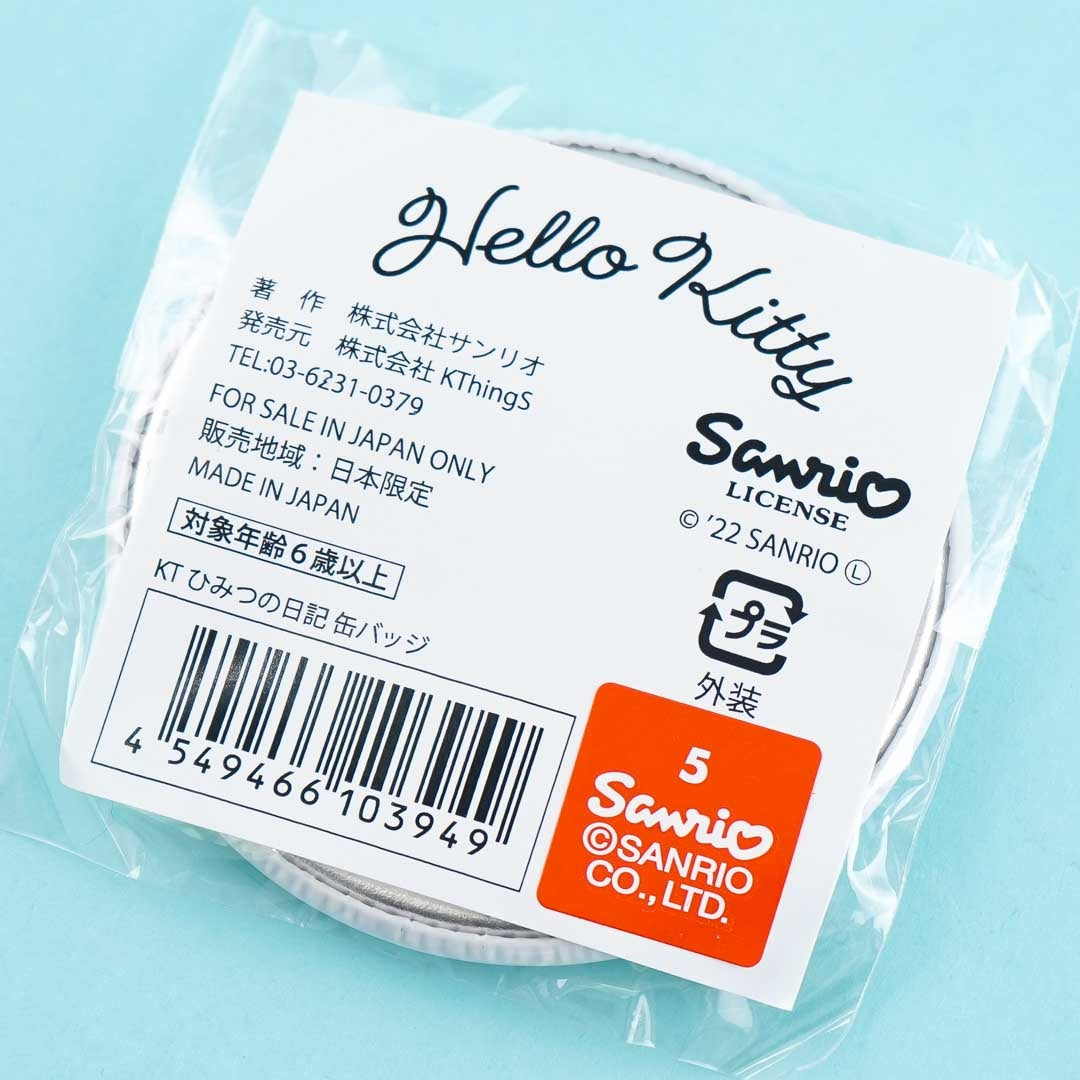 Hello Kitty
著 作 株式会社サンリオ
発売元 株式会社 KThingS
TEL:03-6231-0379
FOR SALE IN JAPAN ONLY
販売地域：日本限定
MADE IN JAPAN
対象年齢６歳以上
KT ひみつの日記 缶バッジ
4 549466 103949
Sanrio
LICENSE
© '22 SANRIO Ⓛ
プラ
外装
5
Sanrio
©SANRIO
CO.,LTD.